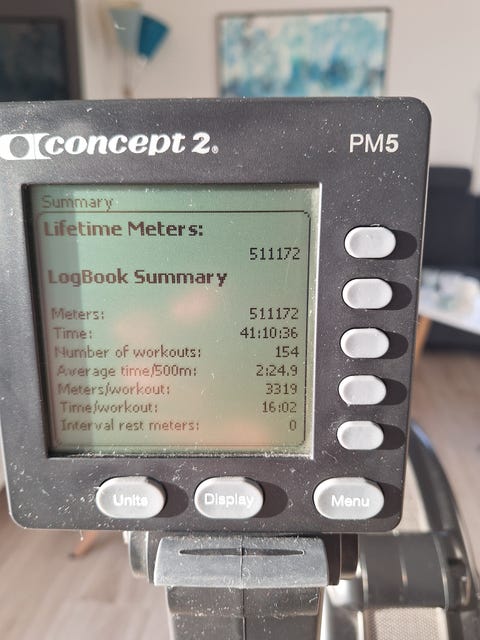 concept 2®
PM5
Summary
Lifetime Meters:
511172
LogBook Summary
Meters: 511172
Time: 41:10:36
Number of workouts: 154
Average time/500m: 2:24.9
Meters/workout: 3319
Time/workout: 16:02
Interval rest meters: 0
Units Display Menu